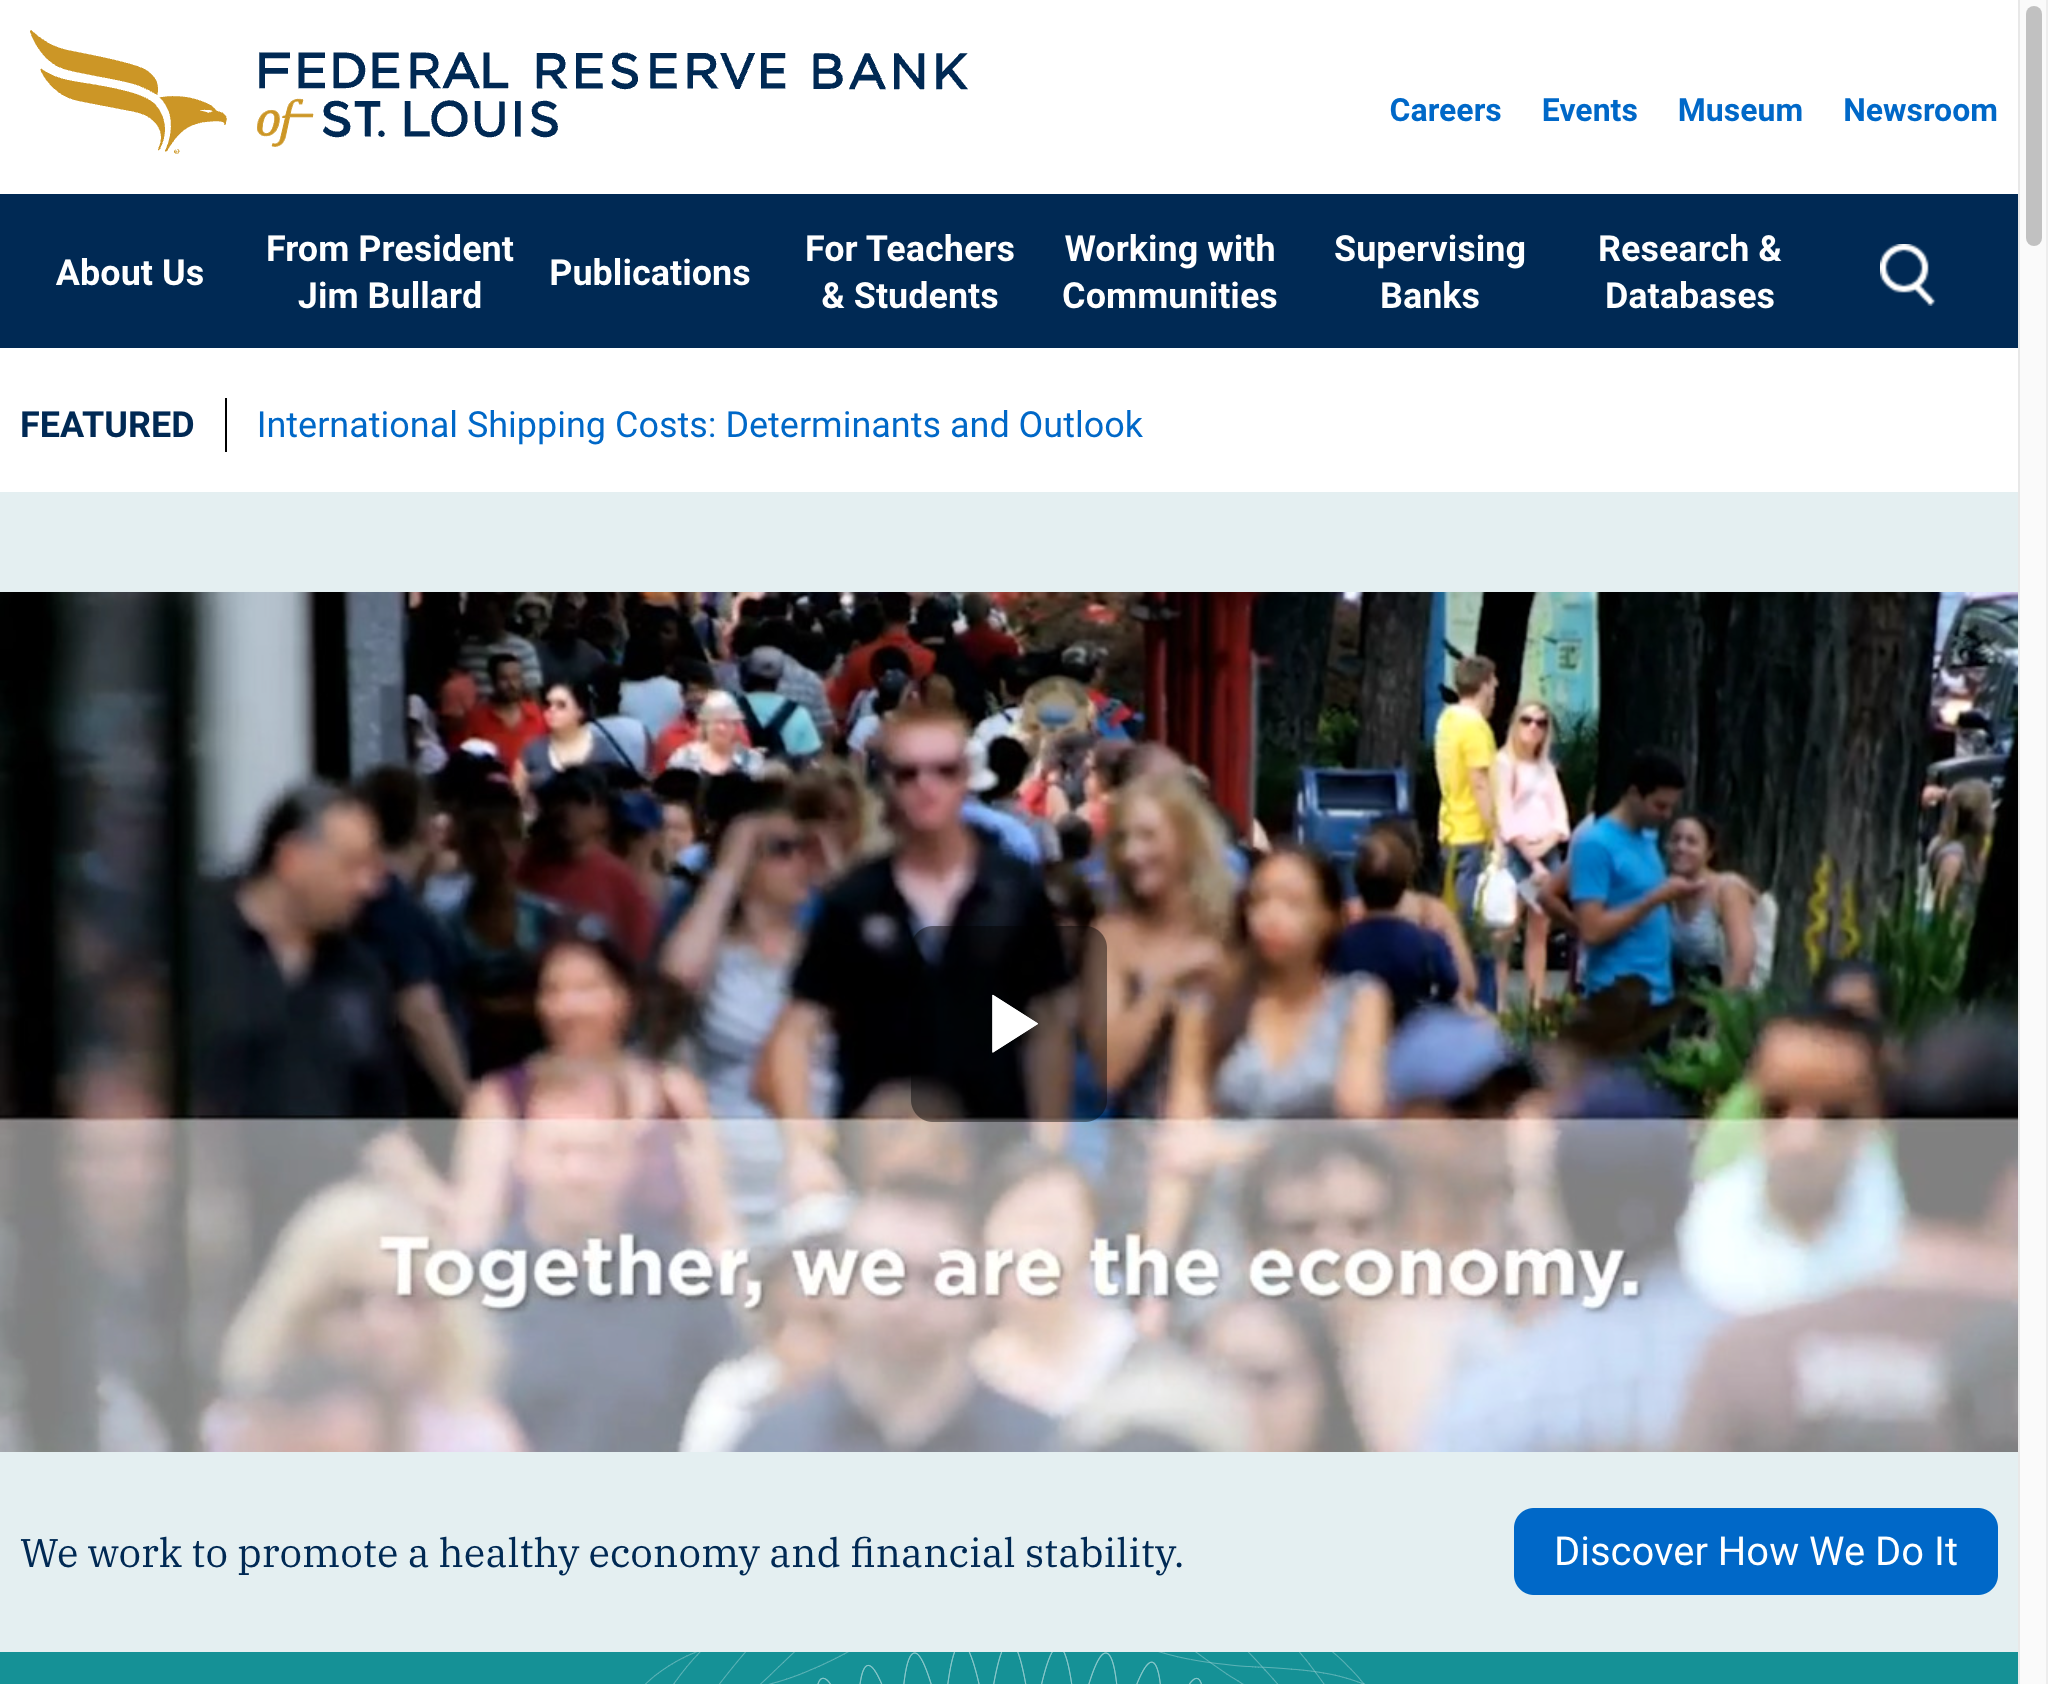 FEDERAL RESERVE BANK
of ST. LOUIS
Careers Events Museum Newsroom
About Us
From President
Jim Bullard
Publications
For Teachers
& Students
Working with
Communities
Supervising
Banks
Research &
Databases
FEATURED
International Shipping Costs: Determinants and Outlook
Together, we are the economy.
We work to promote a healthy economy and financial stability.
Discover How We Do It